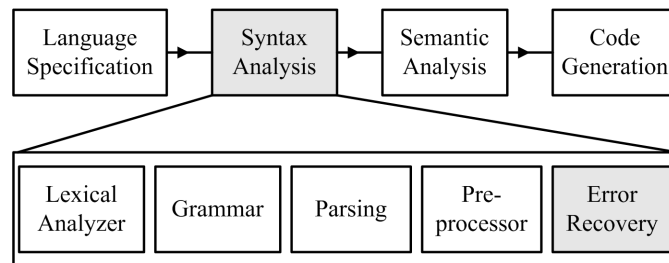 Language
Specification
Syntax
Analysis
Semantic
Analysis
Code
Generation
Lexical
Analyzer
Grammar
Parsing
Pre-
processor
Error
Recovery